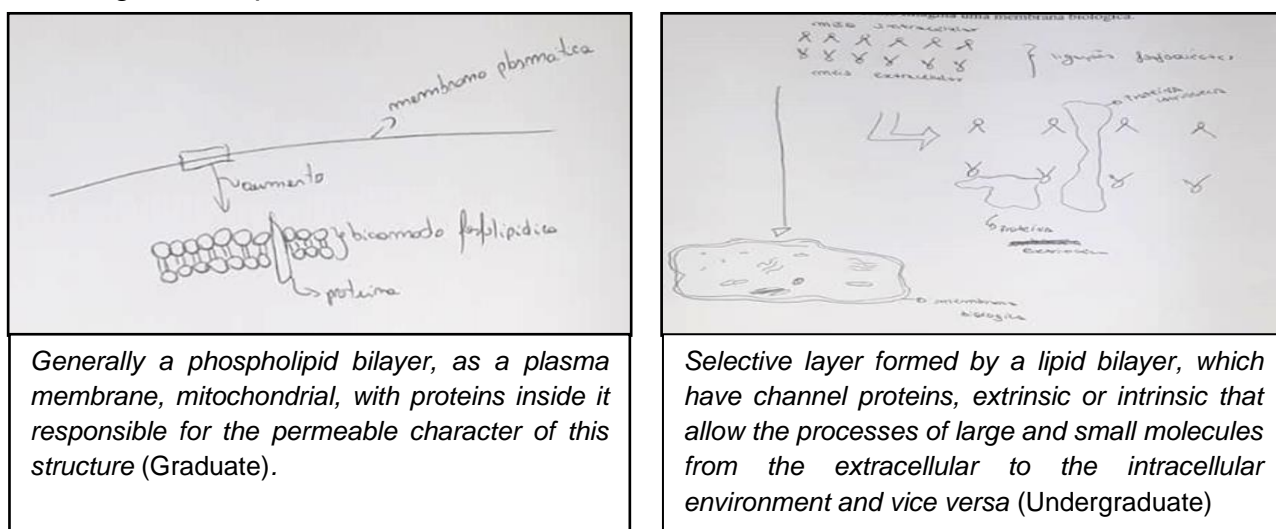 membrana plasmática
aumento
bicamada fosfolipídica
proteína
Generally a phospholipid bilayer, as a plasma
membrane, mitochondrial, with proteins inside it
responsible for the permeable character of this
structure (Graduate).
imagina uma membrana biológica.
meio
meio extracelular
ligações
proteína
intrínseca
proteína
membrana
biológica
Selective layer formed by a lipid bilayer, which
have channel proteins, extrinsic or intrinsic that
allow the processes of large and small molecules
from the extracellular to the intracellular
environment and vice versa (Undergraduate)